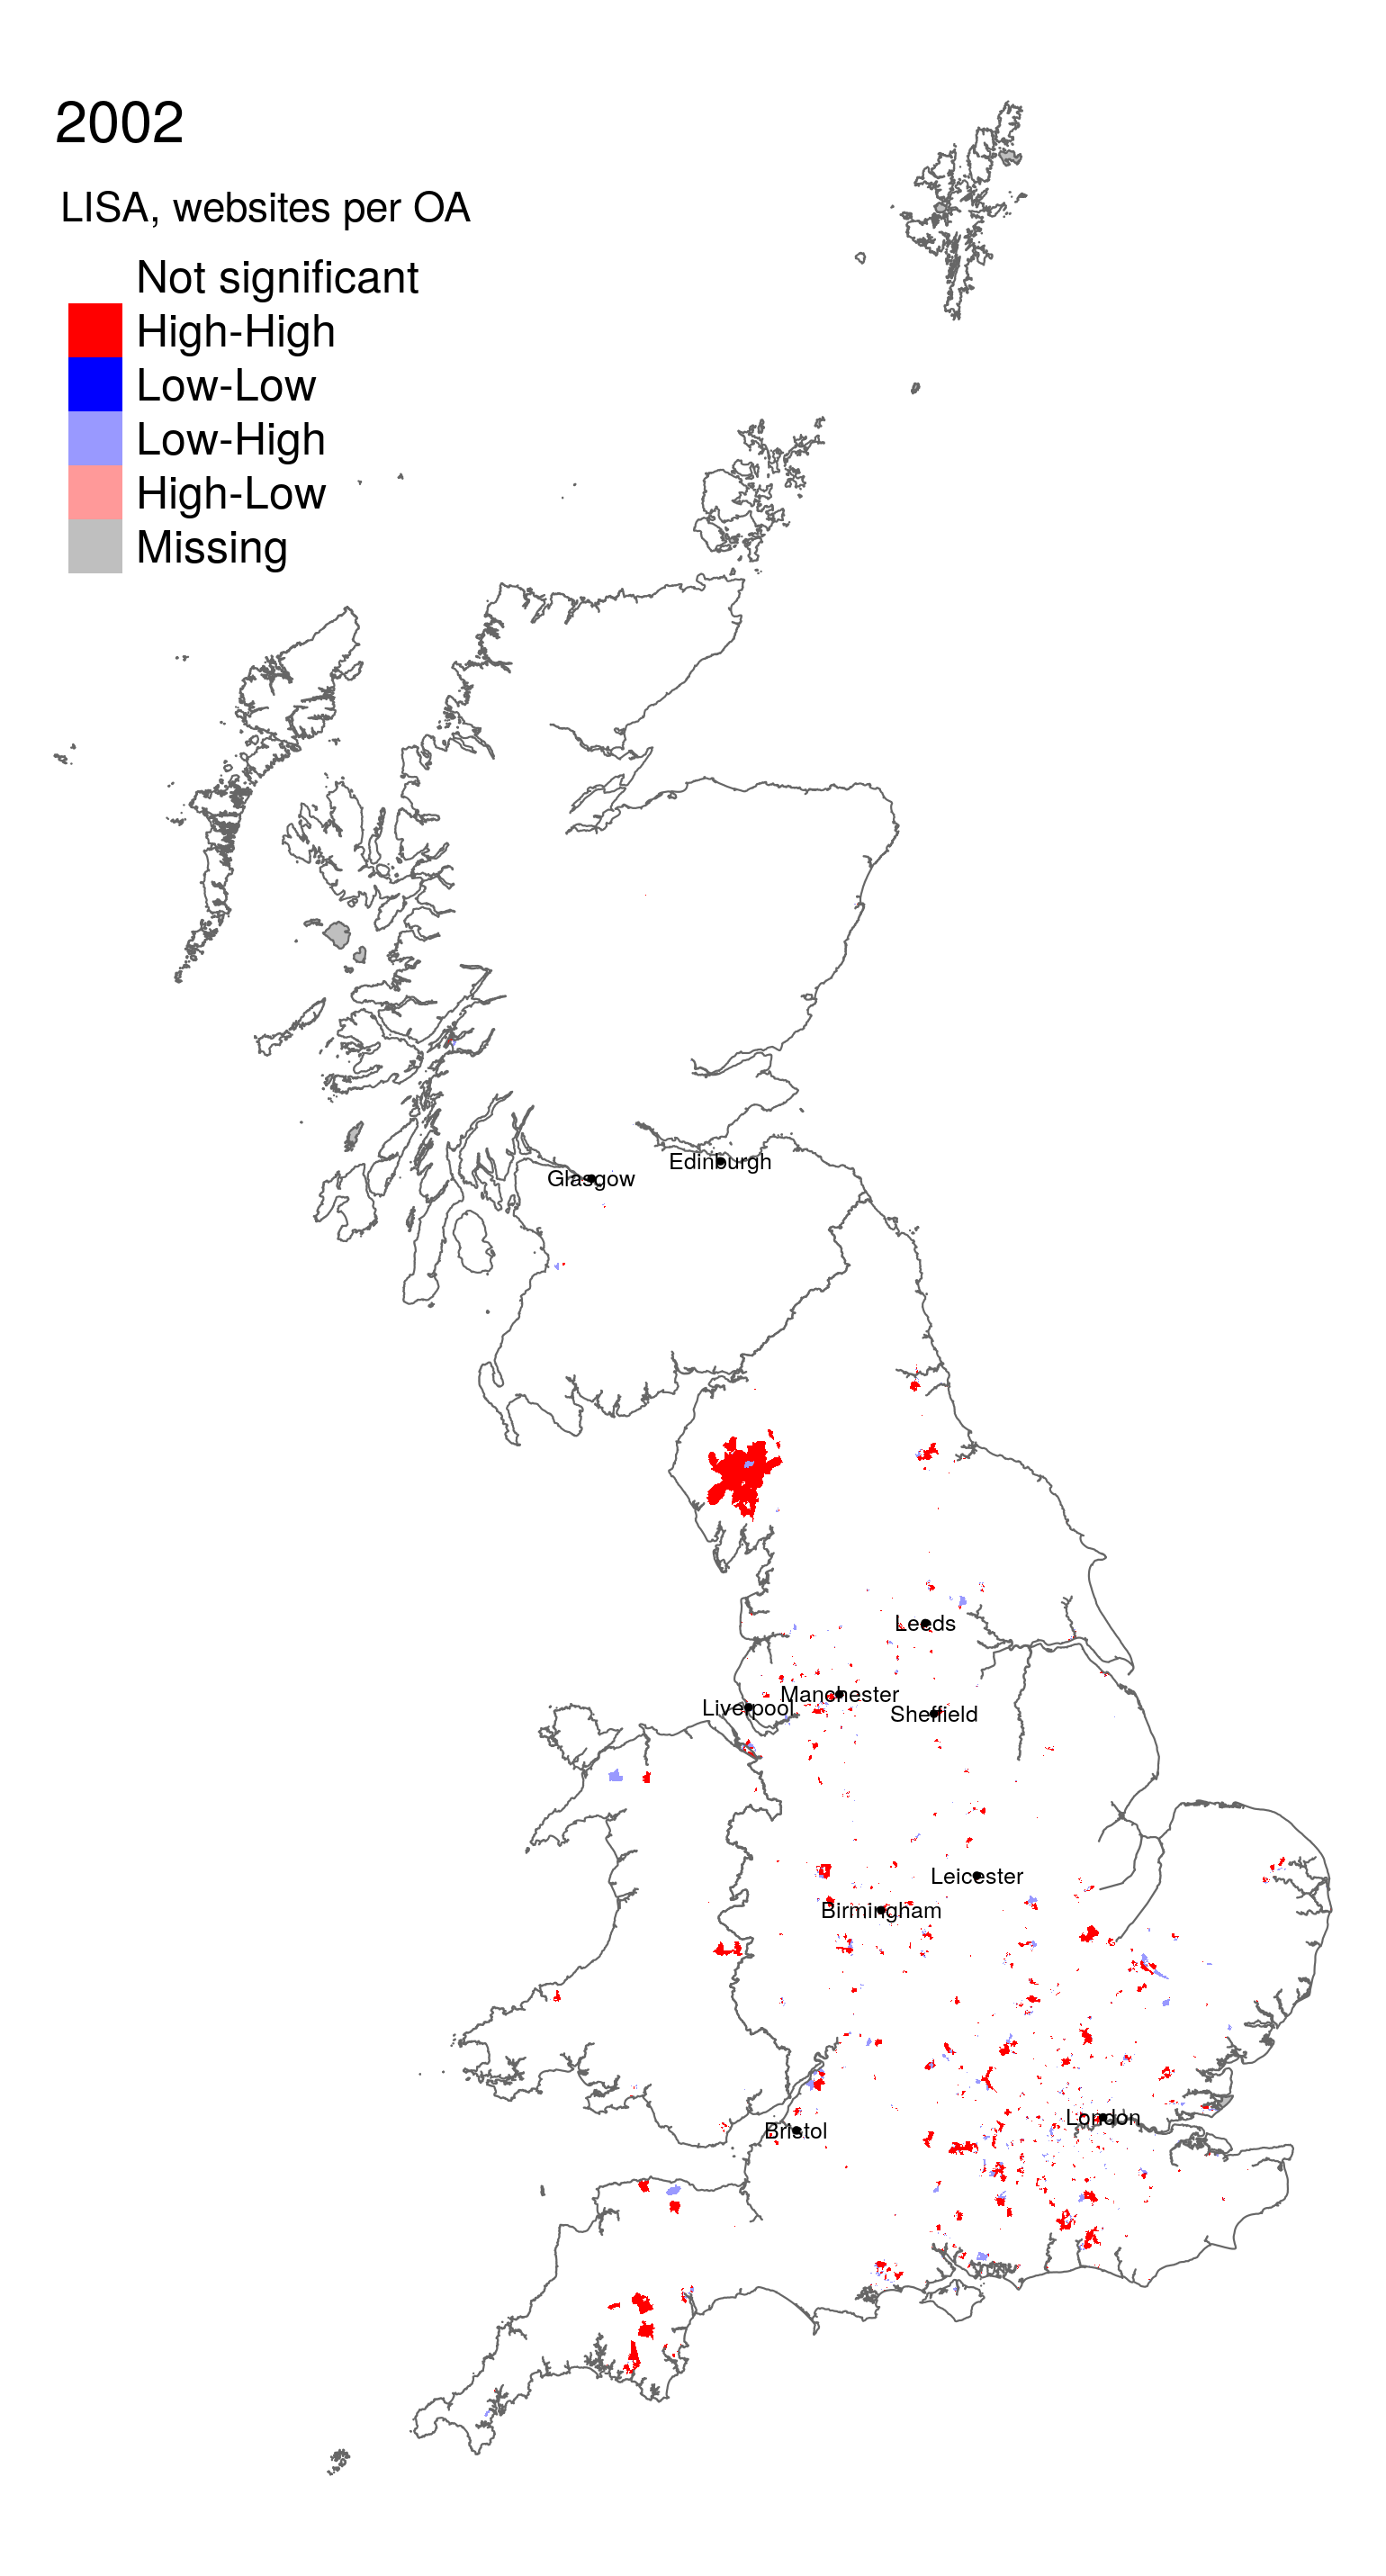 2002
LISA, websites per OA
Not significant
High-High
Low-Low
Low-High
High-Low
Missing
Edinburgh
Glasgow
Leeds
Manchester
Liverpool
Sheffield
Leicester
Birmingham
London
Bristol